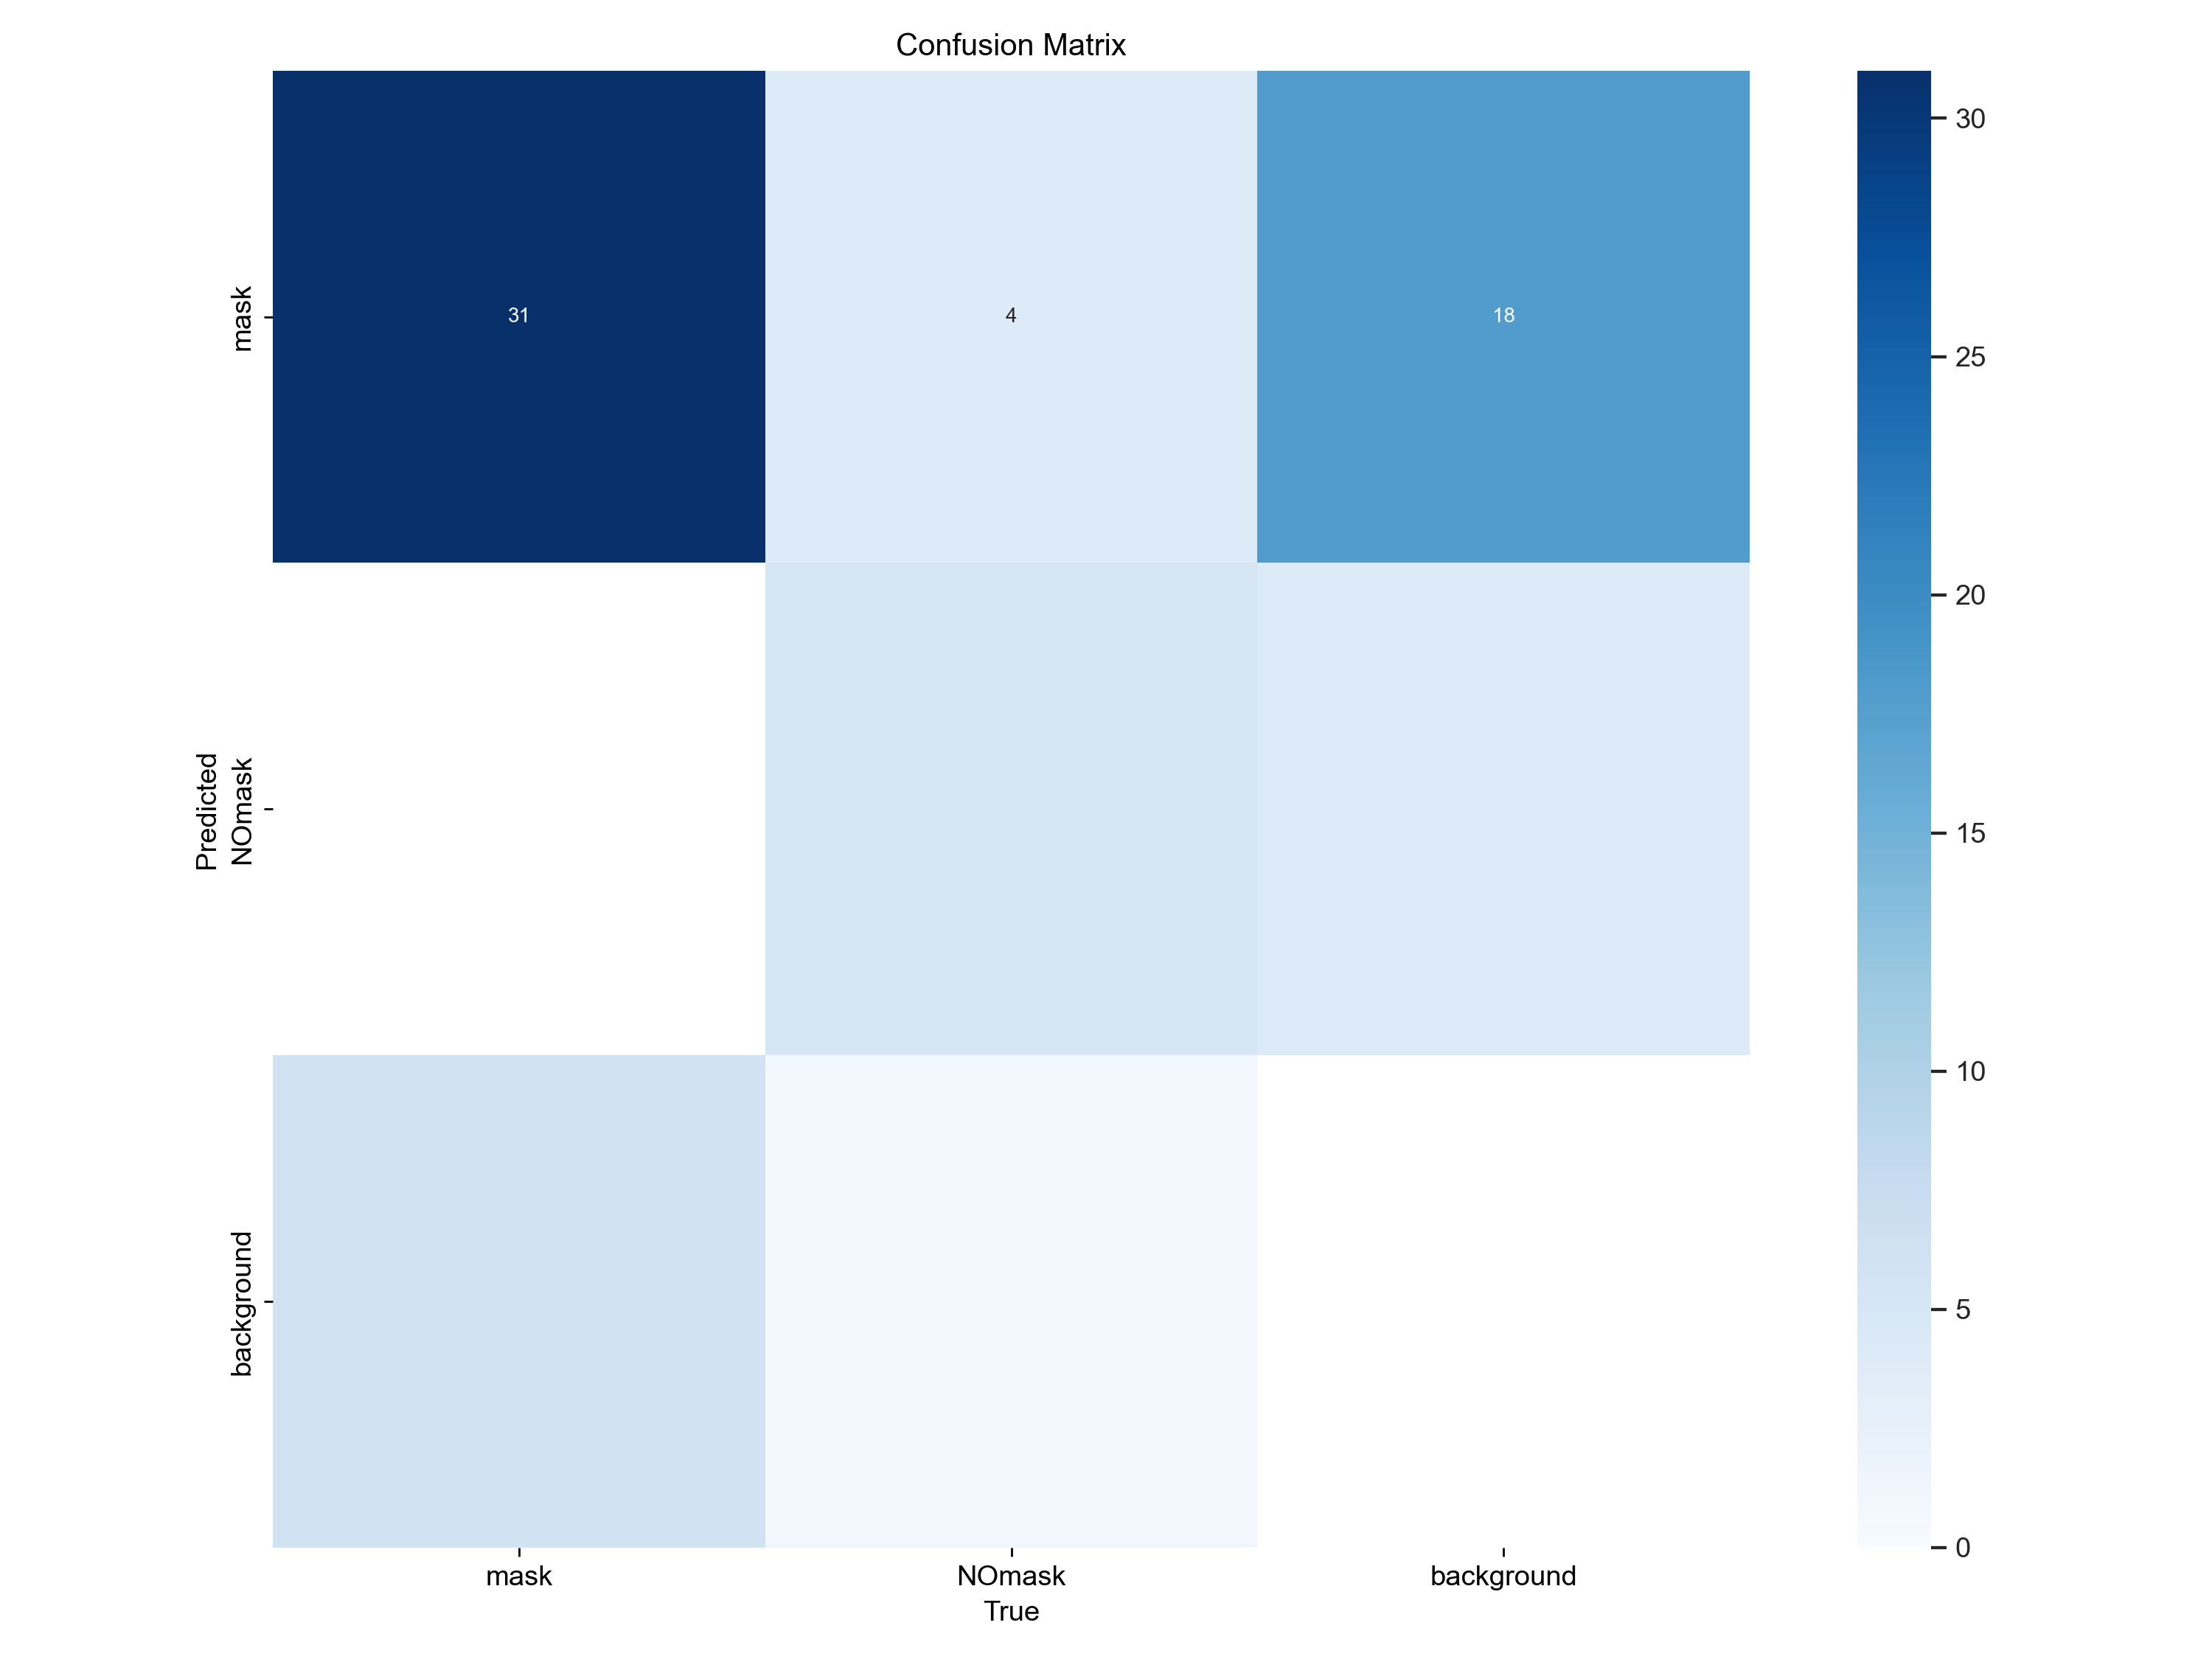 Confusion Matrix
mask
31
4
18
Predicted
NOmask
background
mask
NOmask
background
True
30
25
20
15
10
5
0